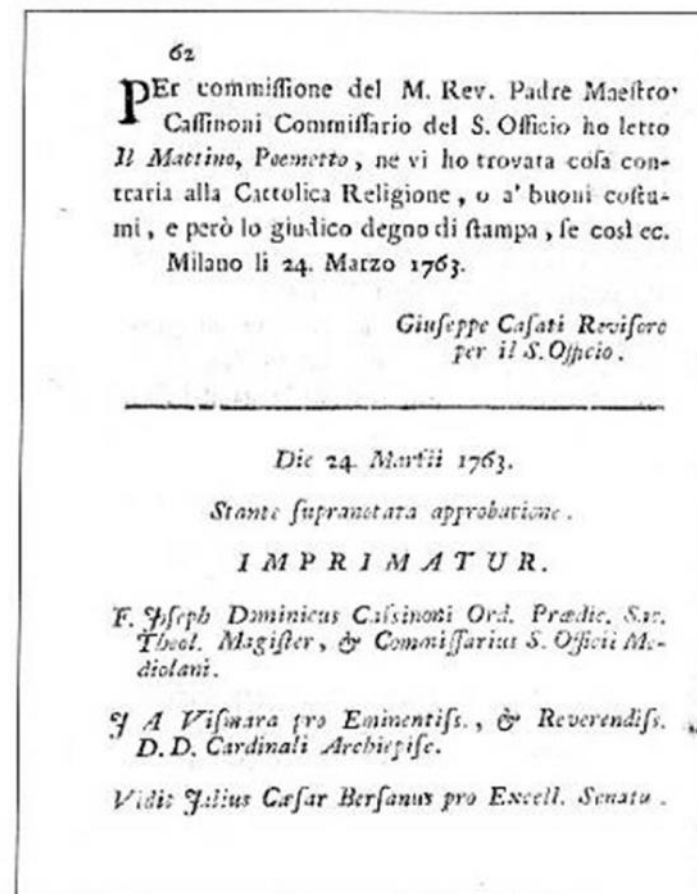 62
PEr commiſſione del M. Rev. Padre Maeſtro
Caſſinoni Commiſſario del S. Officio ho letto
Il Mattino, Poemetto, ne vi ho trovata coſa con-
traria alla Cattolica Religione, o a' buoni coſtu-
mi, e però lo giudico degno di ſtampa, ſe così ec.
Milano li 24. Marzo 1763.
Giuſeppe Caſati Reviſore
per il S. Officio.
Die 24. Martii 1763.
Stante ſupranotata approbatione.
IMPRIMATUR.
F. Joſeph Dominicus Caſsinoni Ord. Prædic. Sac.
Theol. Magiſter, & Commiſſarius S. Officii Me-
diolani.
J A Viſmara pro Eminentiſs., & Reverendiſs.
D. D. Cardinali Archiepiſc.
Vidit Julius Cæſar Berſanus pro Excell. Senatu.